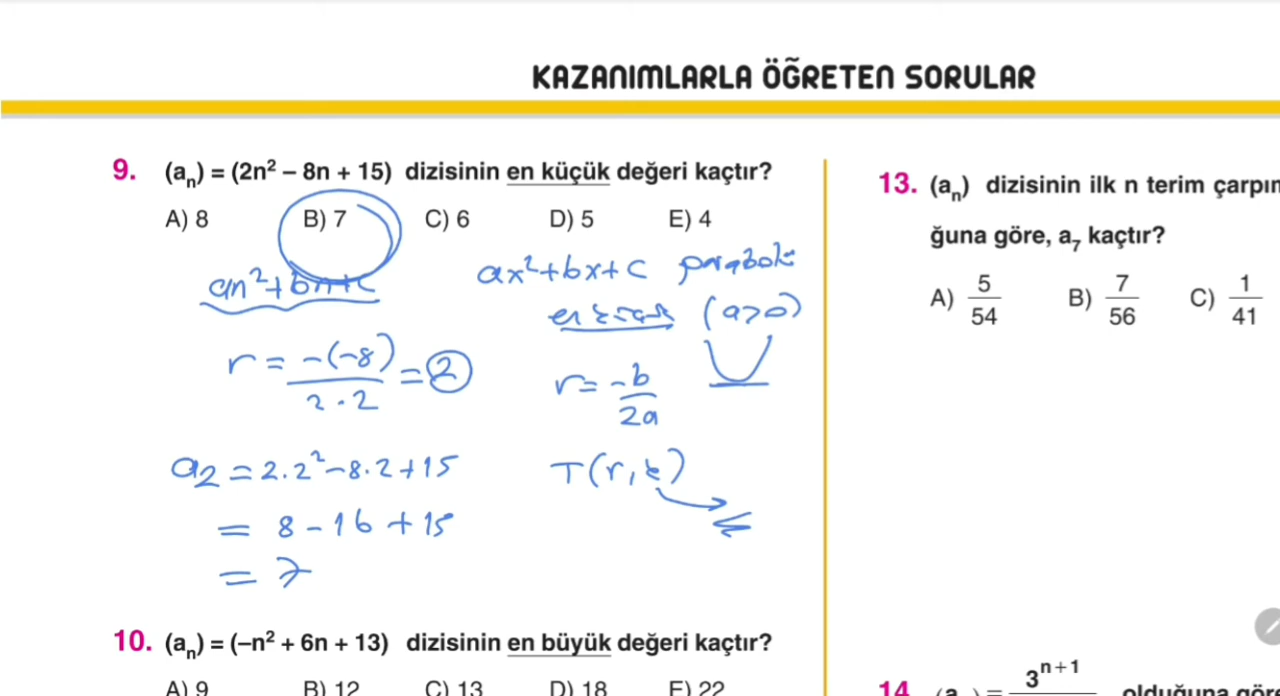 KAZANIMLARLA ÖĞRETEN SORULAR
9. (aₙ) = (2n² – 8n + 15) dizisinin en küçük değeri kaçtır?
A) 8 B) 7 C) 6 D) 5 E) 4
an²+bn+c
r = -(-8)/2·2 = 2
a₂ = 2.2²-8.2+15
= 8-16+15
= 7
ax²+bx+c parabol
(a>0)
r = -b/2a
T(r,k)
10. (aₙ) = (–n² + 6n + 13) dizisinin en büyük değeri kaçtır?
A) 9 B) 12 C) 13 D) 18 E) 22
13. (aₙ) dizisinin ilk n terim çarpın
ğuna göre, a₇ kaçtır?
A) 5/54 B) 7/56 C) 1/41
14. (a ) = 3ⁿ⁺¹ olduğuna göre